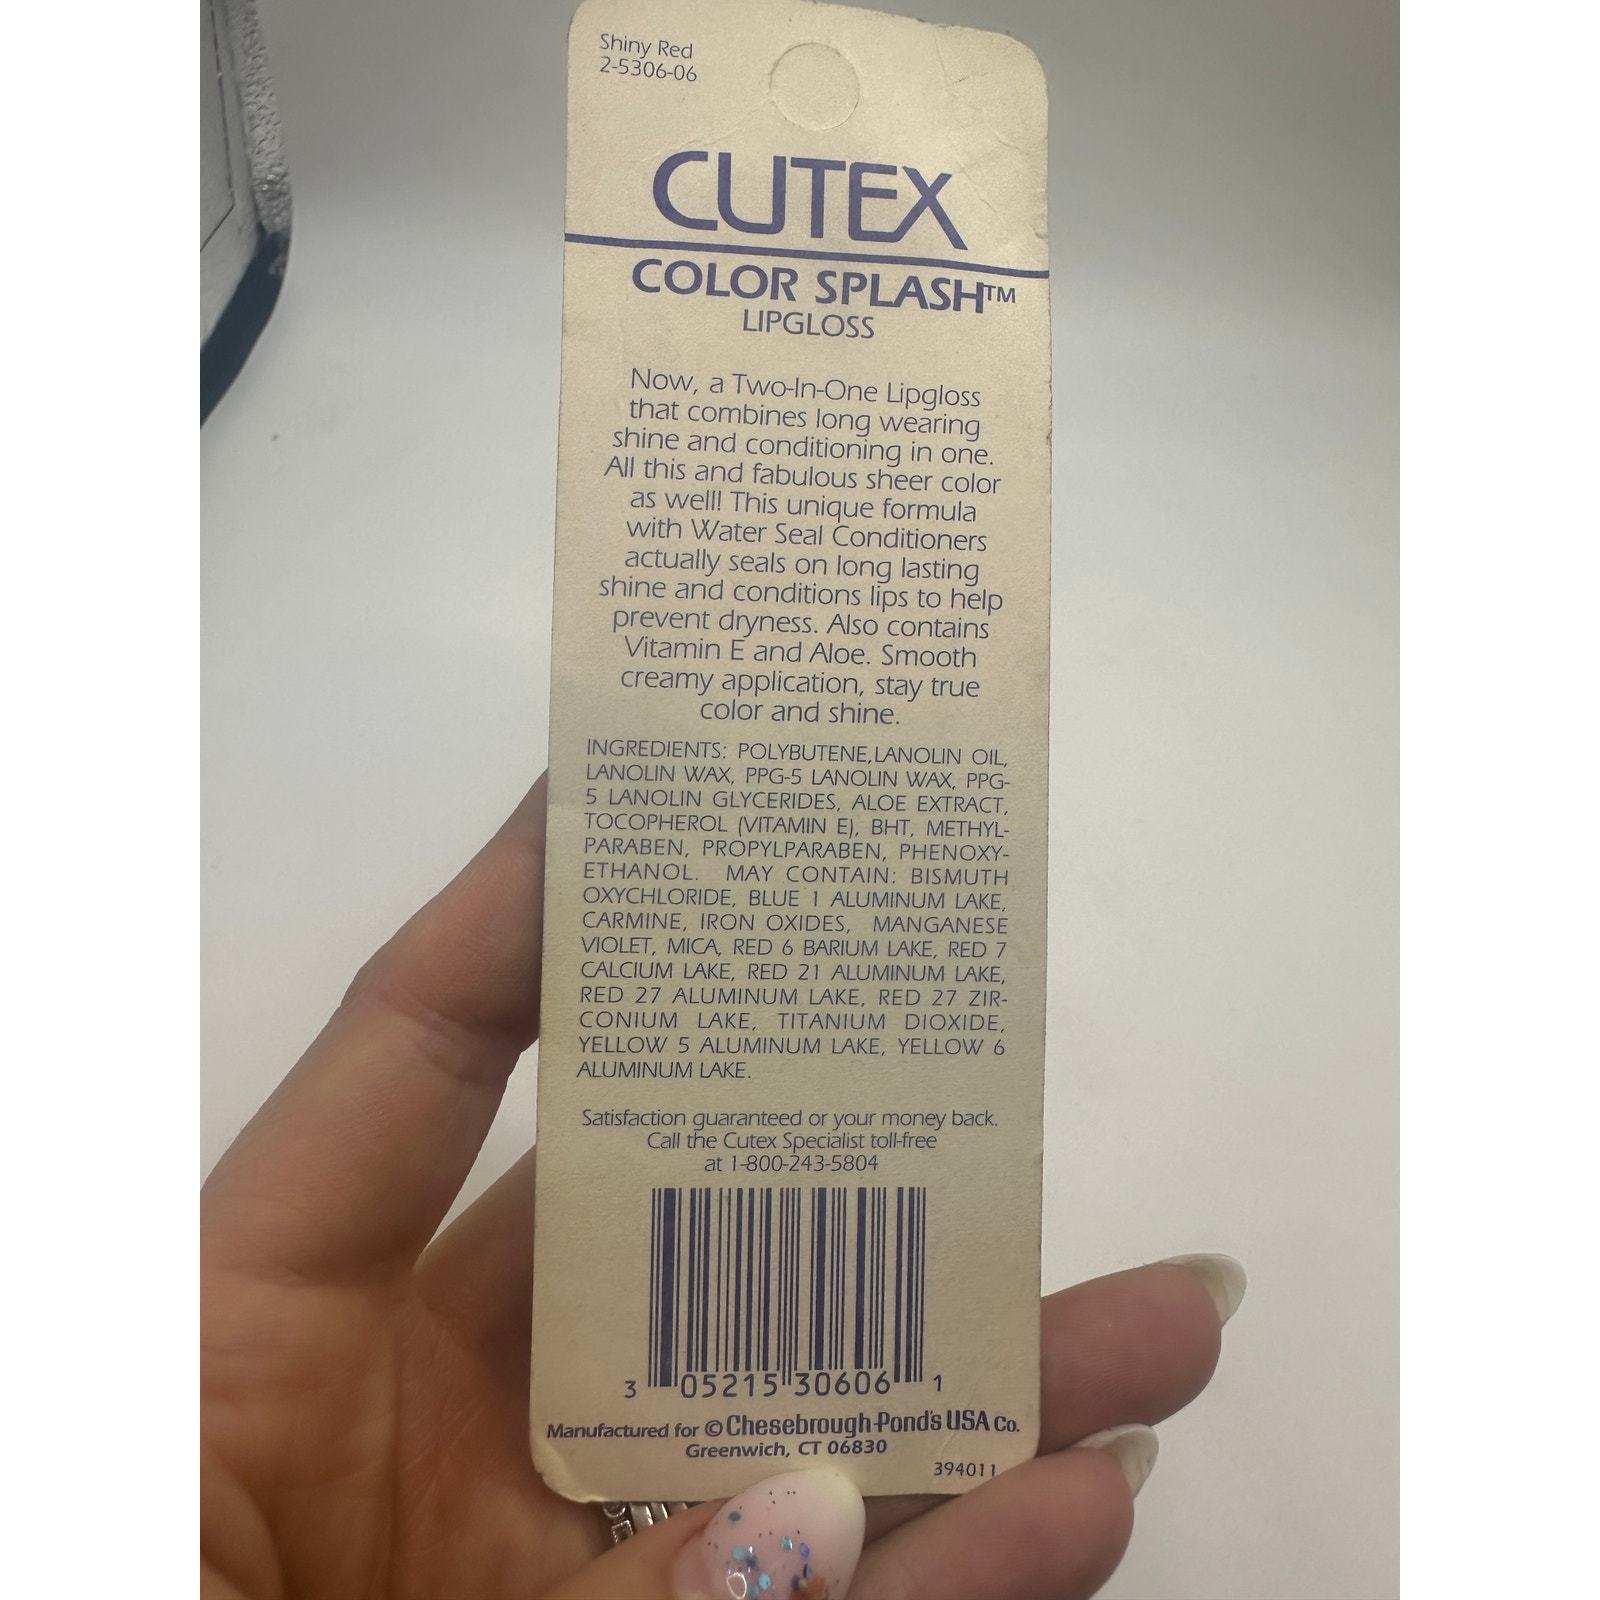 Shiny Red
2-5306-06
CUTEX
COLOR SPLASH™
LIPGLOSS
Now, a Two-In-One Lipgloss
that combines long wearing
shine and conditioning in one.
All this and fabulous sheer color
as well! This unique formula
with Water Seal Conditioners
actually seals on long lasting
shine and conditions lips to help
prevent dryness. Also contains
Vitamin E and Aloe. Smooth
creamy application, stay true
color and shine.
INGREDIENTS: POLYBUTENE,LANOLIN OIL,
LANOLIN WAX, PPG-5 LANOLIN WAX, PPG-
5 LANOLIN GLYCERIDES, ALOE EXTRACT,
TOCOPHEROL (VITAMIN E), BHT, METHYL-
PARABEN, PROPYLPARABEN, PHENOXY-
ETHANOL. MAY CONTAIN: BISMUTH
OXYCHLORIDE, BLUE 1 ALUMINUM LAKE,
CARMINE, IRON OXIDES, MANGANESE
VIOLET, MICA, RED 6 BARIUM LAKE, RED 7
CALCIUM LAKE, RED 21 ALUMINUM LAKE,
RED 27 ALUMINUM LAKE, RED 27 ZIR-
CONIUM LAKE, TITANIUM DIOXIDE,
YELLOW 5 ALUMINUM LAKE, YELLOW 6
ALUMINUM LAKE.
Satisfaction guaranteed or your money back.
Call the Cutex Specialist toll-free
at 1-800-243-5804
3 05215 30606 1
Manufactured for © Chesebrough-Pond's USA Co.
Greenwich, CT 06830
394011